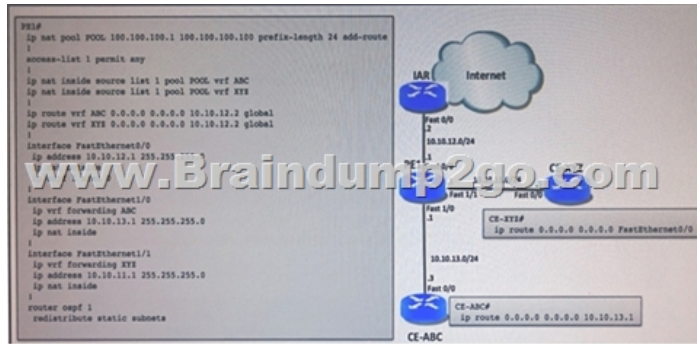 PE1#
ip nat pool POOL 100.100.100.1 100.100.100.100 prefix-length 24 add-route
!
access-list 1 permit any
!
ip nat inside source list 1 pool POOL vrf ABC
ip nat inside source list 1 pool POOL vrf XYZ
!
ip route vrf ABC 0.0.0.0 0.0.0.0 10.10.12.2 global
ip route vrf XYZ 0.0.0.0 0.0.0.0 10.10.12.2 global
!
interface FastEthernet0/0
ip address 10.10.12.1 255.255.255.0
!
interface FastEthernet1/0
ip vrf forwarding ABC
ip address 10.10.13.1 255.255.255.0
ip nat inside
!
interface FastEthernet1/1
ip vrf forwarding XYZ
ip address 10.10.11.1 255.255.255.0
ip nat inside
!
router ospf 1
redistribute static subnets
IAR
Internet
Fast 0/0
.2
10.10.12.0/24
.1
www.Braindump2go.com
Fast 1/1
Fast 0/0
Fast 1/0
.1
CE-XYZ#
ip route 0.0.0.0 0.0.0.0 FastEthernet0/0
10.10.13.0/24
.3
Fast 0/0
CE-ABC#
ip route 0.0.0.0 0.0.0.0 10.10.13.1
CE-ABC